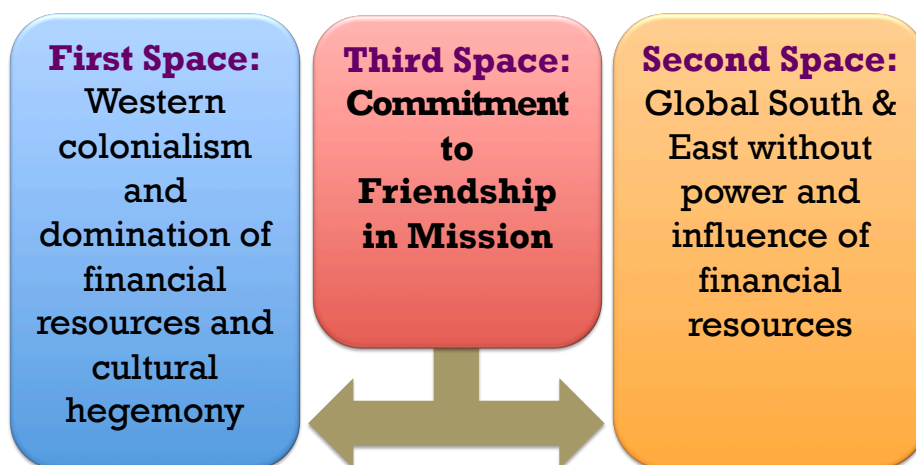 First Space:
Western
colonialism
and
domination of
financial
resources and
cultural
hegemony
Third Space:
Commitment
to
Friendship
in Mission
Second Space:
Global South &
East without
power and
influence of
financial
resources